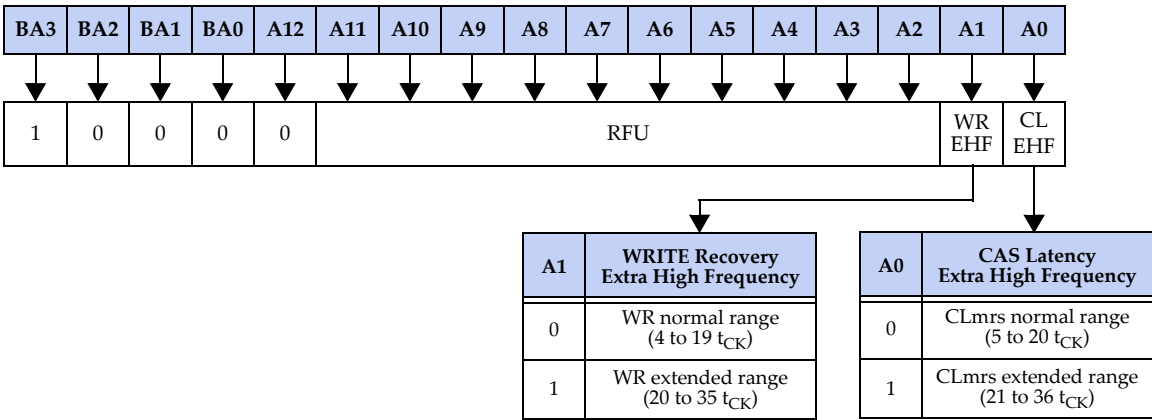 BA3 BA2 BA1 BA0 A12 A11 A10 A9 A8 A7 A6 A5 A4 A3 A2 A1 A0
1 0 0 0 0 RFU WR EHF CL EHF
A1 WRITE Recovery
Extra High Frequency
0 WR normal range
(4 to 19 tCK)
1 WR extended range
(20 to 35 tCK)
A0 CAS Latency
Extra High Frequency
0 CLmrs normal range
(5 to 20 tCK)
1 CLmrs extended range
(21 to 36 tCK)